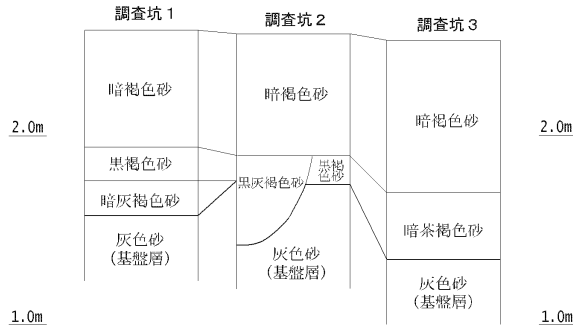 調査坑1
調査坑2
調査坑3
暗褐色砂
暗褐色砂
暗褐色砂
2.0m
2.0m
黒褐色砂
黒灰褐色砂
黒褐
色砂
暗灰褐色砂
暗茶褐色砂
灰色砂
(基盤層)
灰色砂
(基盤層)
灰色砂
(基盤層)
1.0m
1.0m